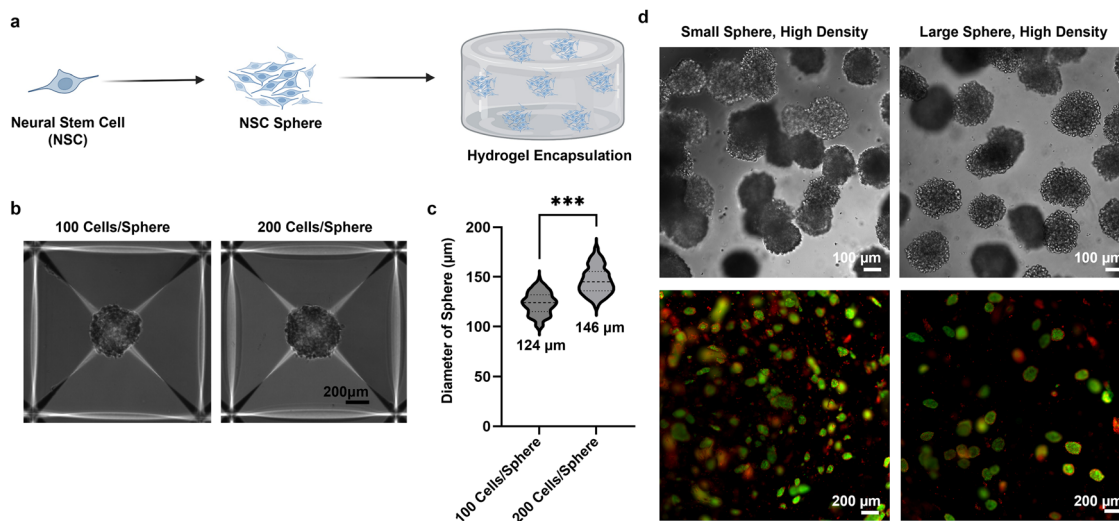 a
Neural Stem Cell
(NSC)
NSC Sphere
Hydrogel Encapsulation
b
100 Cells/Sphere
200 Cells/Sphere
200μm
c
Diameter of Sphere (μm)
200
150
100
50
0
***
124 μm
146 μm
100 Cells/Sphere
200 Cells/Sphere
d
Small Sphere, High Density
Large Sphere, High Density
100 μm
100 μm
200 μm
200 μm